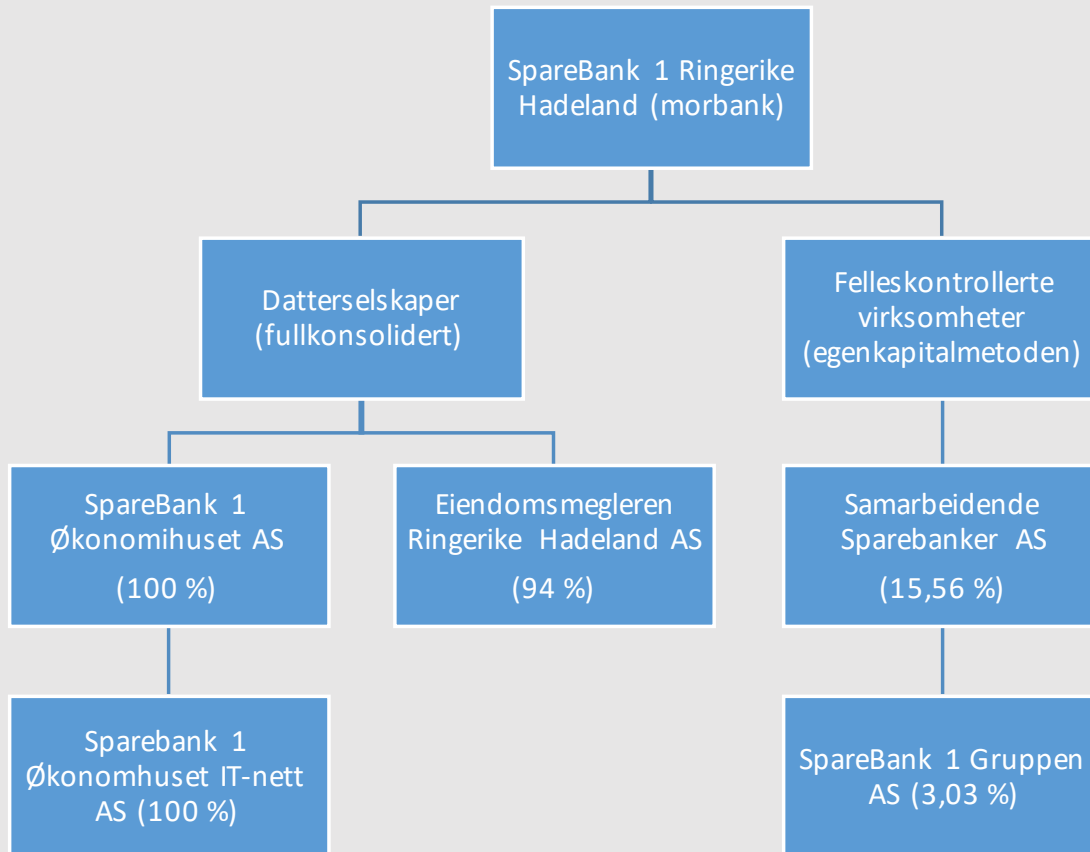 SpareBank 1 Ringerike
Hadeland (morbank)
Datterselskaper
(fullkonsolidert)
Felleskontrollerte
virksomheter
(egenkapitalmetoden)
SpareBank 1
Økonomihuset AS
(100 %)
Eiendomsmegleren
Ringerike Hadeland AS
(94 %)
Samarbeidende
Sparebanker AS
(15,56 %)
Sparebank 1
Økonomhuset IT-nett
AS (100 %)
SpareBank 1 Gruppen
AS (3,03 %)